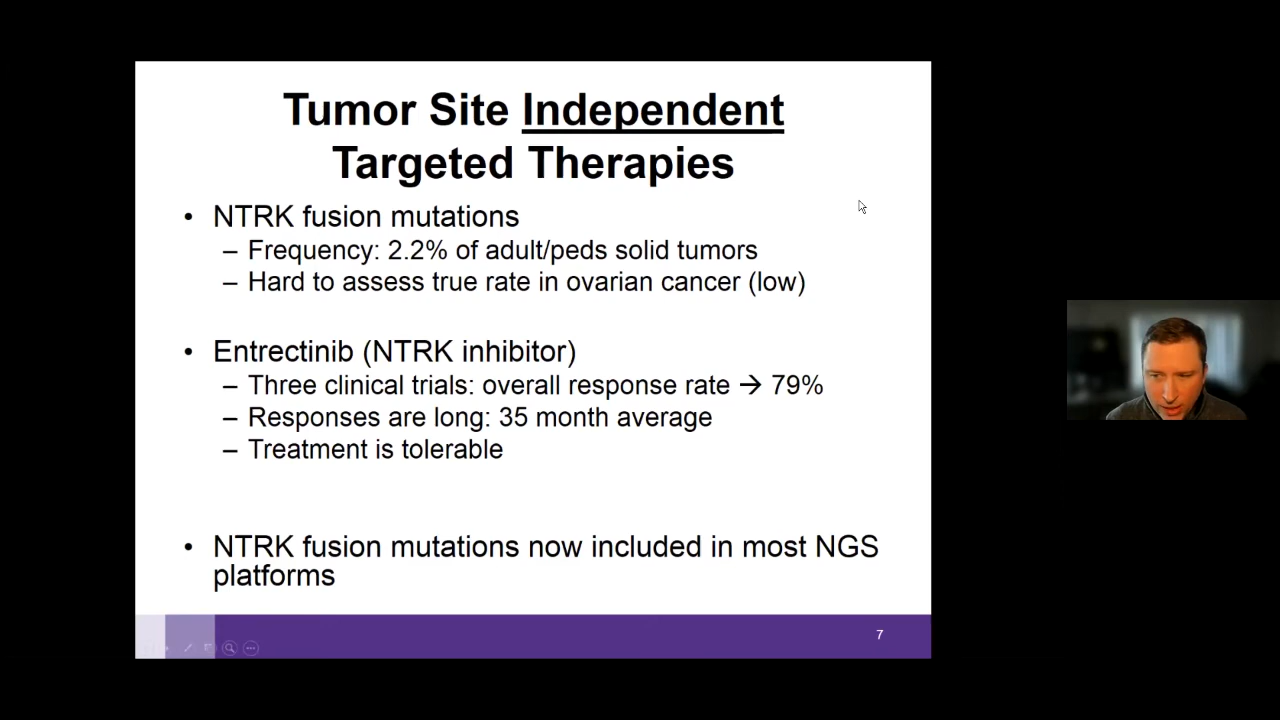 Tumor Site Independent
Targeted Therapies
• NTRK fusion mutations
– Frequency: 2.2% of adult/peds solid tumors
– Hard to assess true rate in ovarian cancer (low)
• Entrectinib (NTRK inhibitor)
– Three clinical trials: overall response rate → 79%
– Responses are long: 35 month average
– Treatment is tolerable
• NTRK fusion mutations now included in most NGS
platforms
7